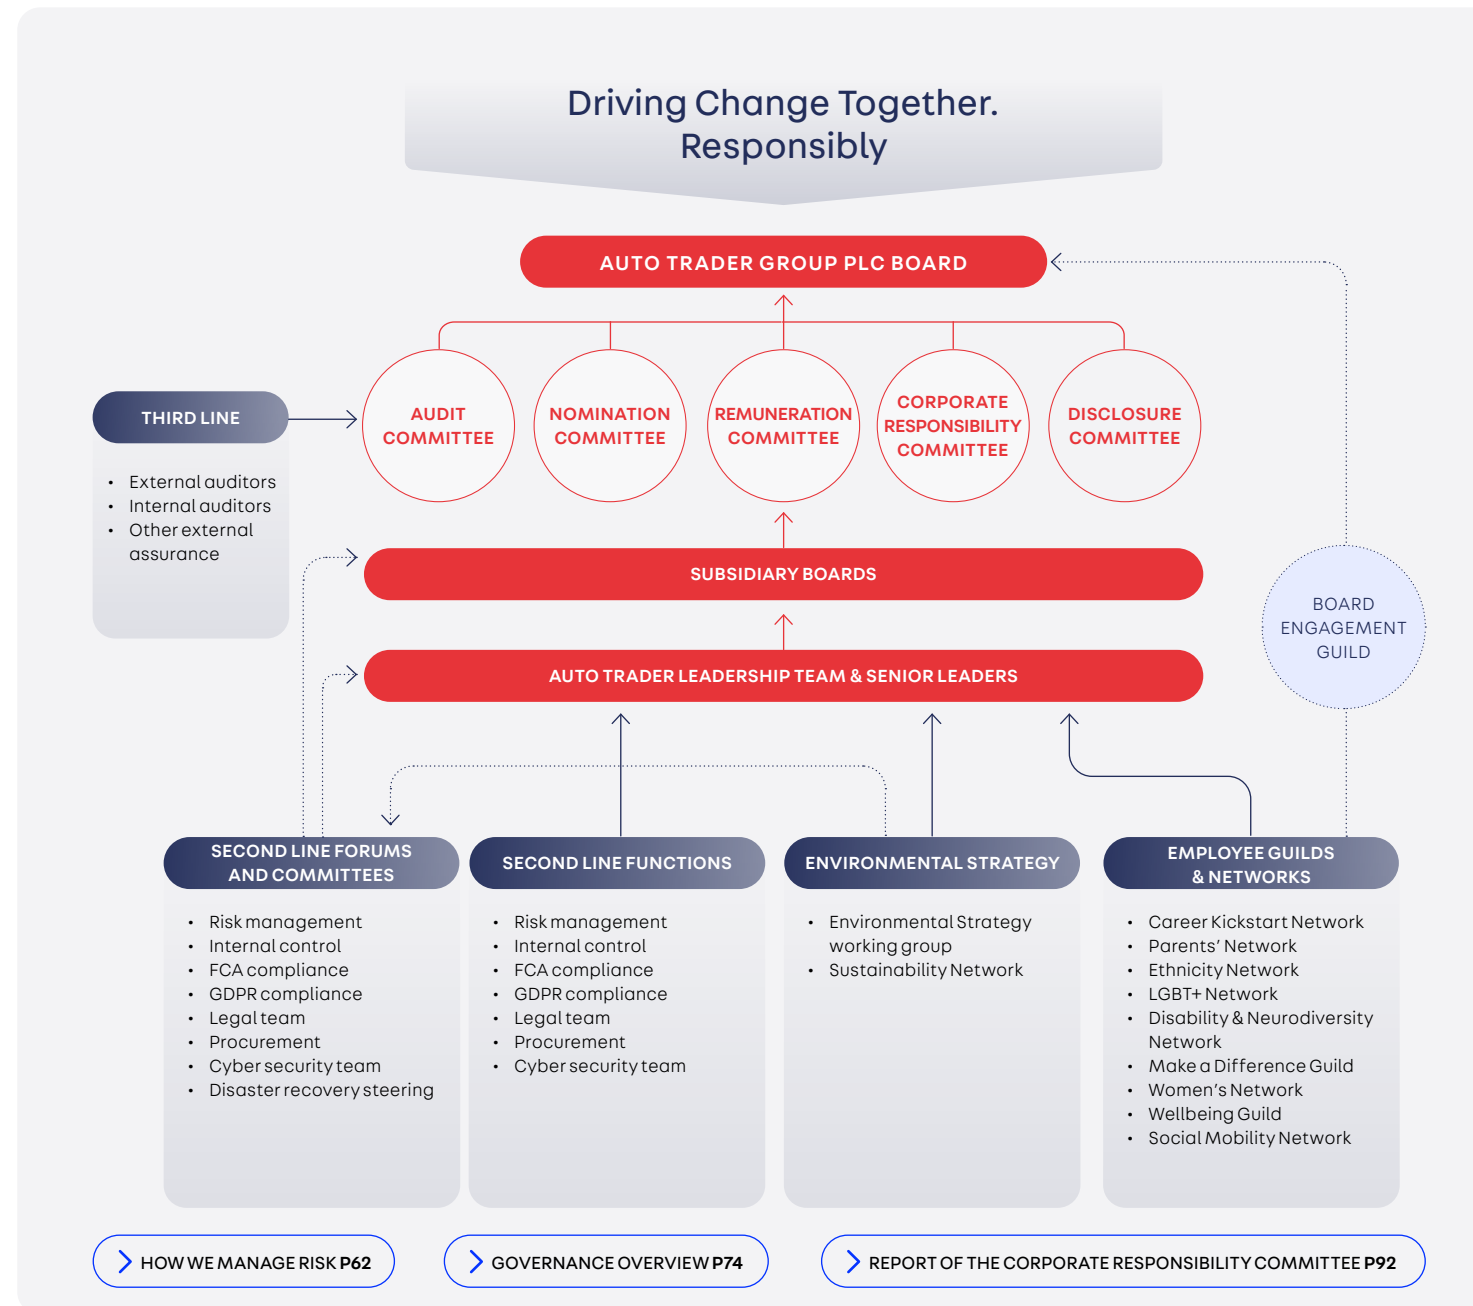 Driving Change Together.
Responsibly
AUTO TRADER GROUP PLC BOARD
THIRD LINE
• External auditors
• Internal auditors
• Other external
assurance
AUDIT
COMMITTEE
NOMINATION
COMMITTEE
REMUNERATION
COMMITTEE
CORPORATE
RESPONSIBILITY
COMMITTEE
DISCLOSURE
COMMITTEE
SUBSIDIARY BOARDS
AUTO TRADER LEADERSHIP TEAM & SENIOR LEADERS
BOARD
ENGAGEMENT
GUILD
SECOND LINE FORUMS
AND COMMITTEES
• Risk management
• Internal control
• FCA compliance
• GDPR compliance
• Legal team
• Procurement
• Cyber security team
• Disaster recovery steering
SECOND LINE FUNCTIONS
• Risk management
• Internal control
• FCA compliance
• GDPR compliance
• Legal team
• Procurement
• Cyber security team
ENVIRONMENTAL STRATEGY
• Environmental Strategy
working group
• Sustainability Network
EMPLOYEE GUILDS
& NETWORKS
• Career Kickstart Network
• Parents’ Network
• Ethnicity Network
• LGBT+ Network
• Disability & Neurodiversity
Network
• Make a Difference Guild
• Women’s Network
• Wellbeing Guild
• Social Mobility Network
HOW WE MANAGE RISK P62
GOVERNANCE OVERVIEW P74
REPORT OF THE CORPORATE RESPONSIBILITY COMMITTEE P92